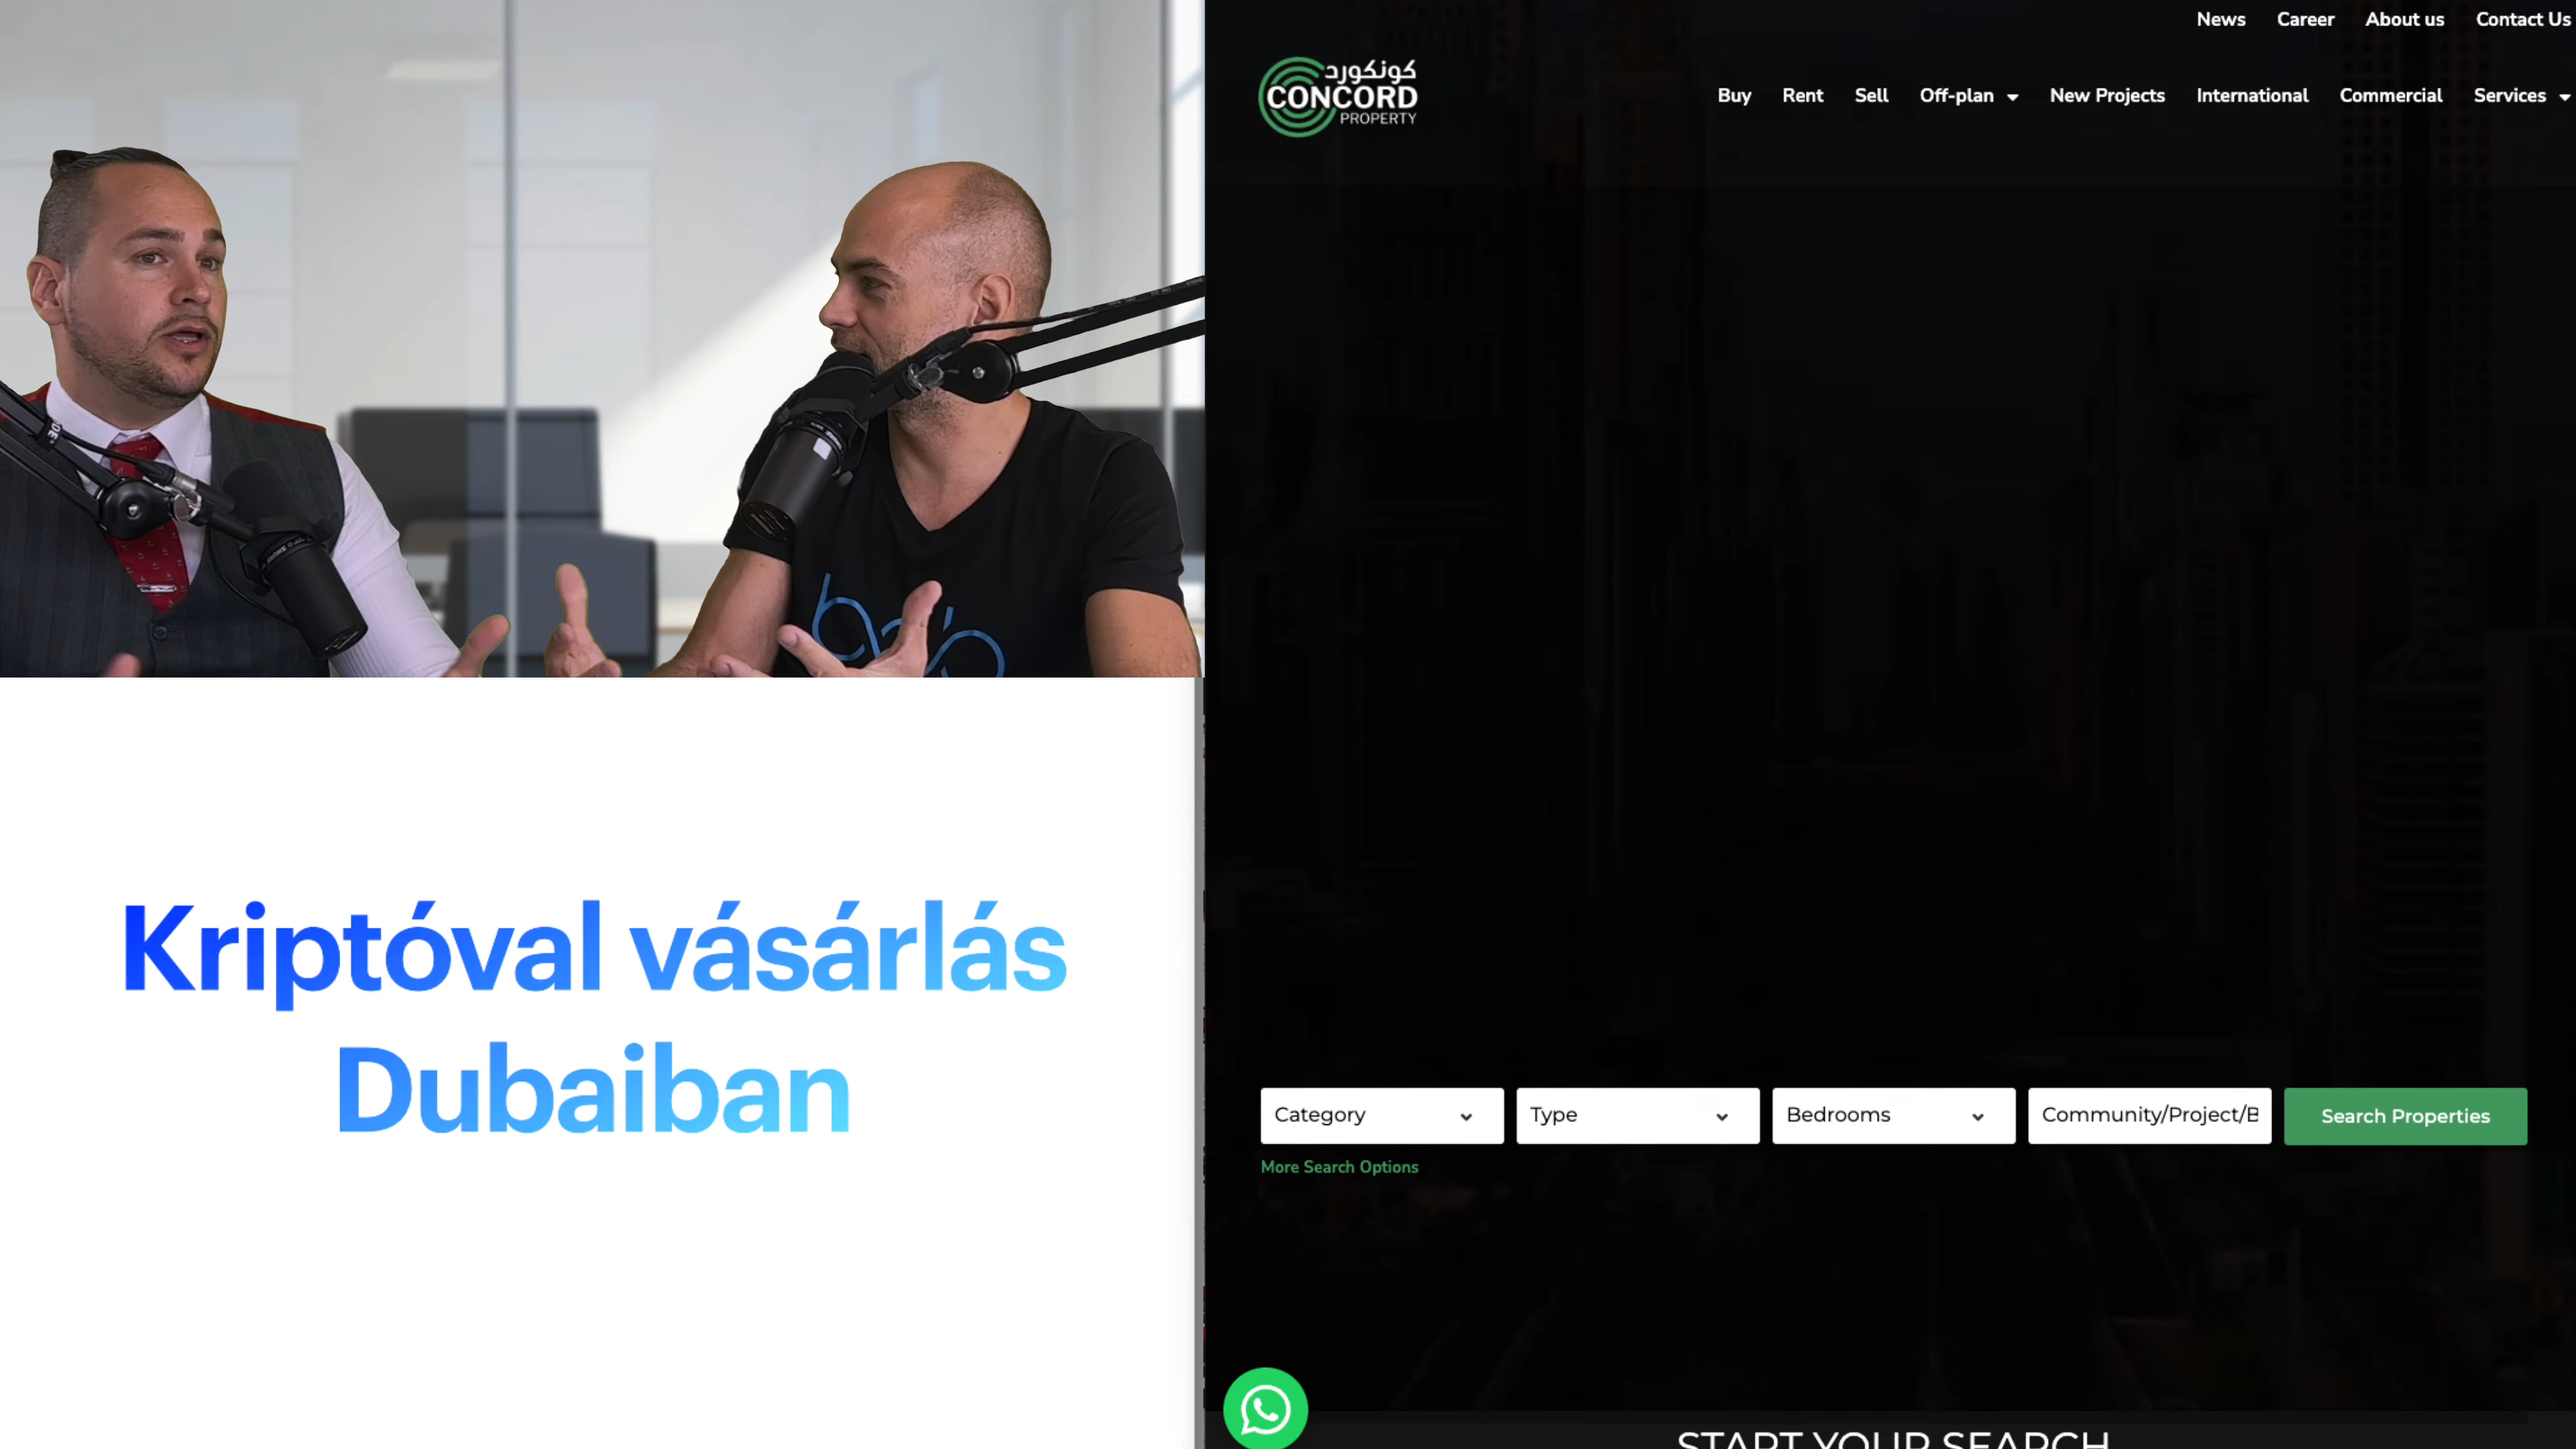 News Career About us Contact Us
كونكورد
CONCORD
PROPERTY
Buy Rent Sell Off-plan New Projects International Commercial Services
Kriptóval vásárlás
Dubaiban
Category Type Bedrooms Community/Project/B Search Properties
More Search Options
START YOUR SEARCH